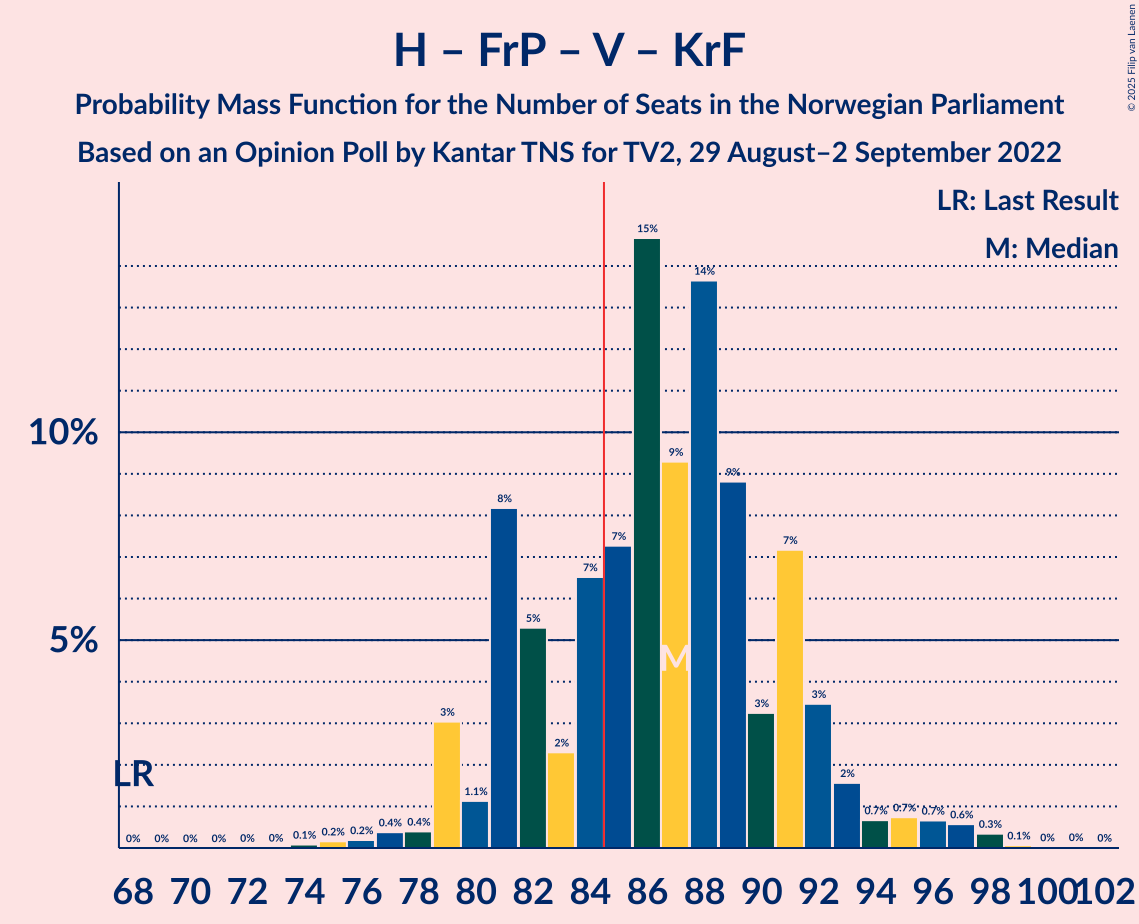 H – FrP – V – KrF
Probability Mass Function for the Number of Seats in the Norwegian Parliament
Based on an Opinion Poll by Kantar TNS for TV2, 29 August–2 September 2022
© 2025 Filip van Laenen
LR: Last Result
M: Median
10%
5%
LR
M
0% 0% 0% 0% 0% 0% 0.1% 0.2% 0.2% 0.4% 0.4% 3% 1.1% 8% 5% 2% 7% 7% 15% 9% 14% 9% 3% 7% 3% 2% 0.7% 0.7% 0.7% 0.6% 0.3% 0.1% 0% 0% 0%
68 70 72 74 76 78 80 82 84 86 88 90 92 94 96 98 100 102